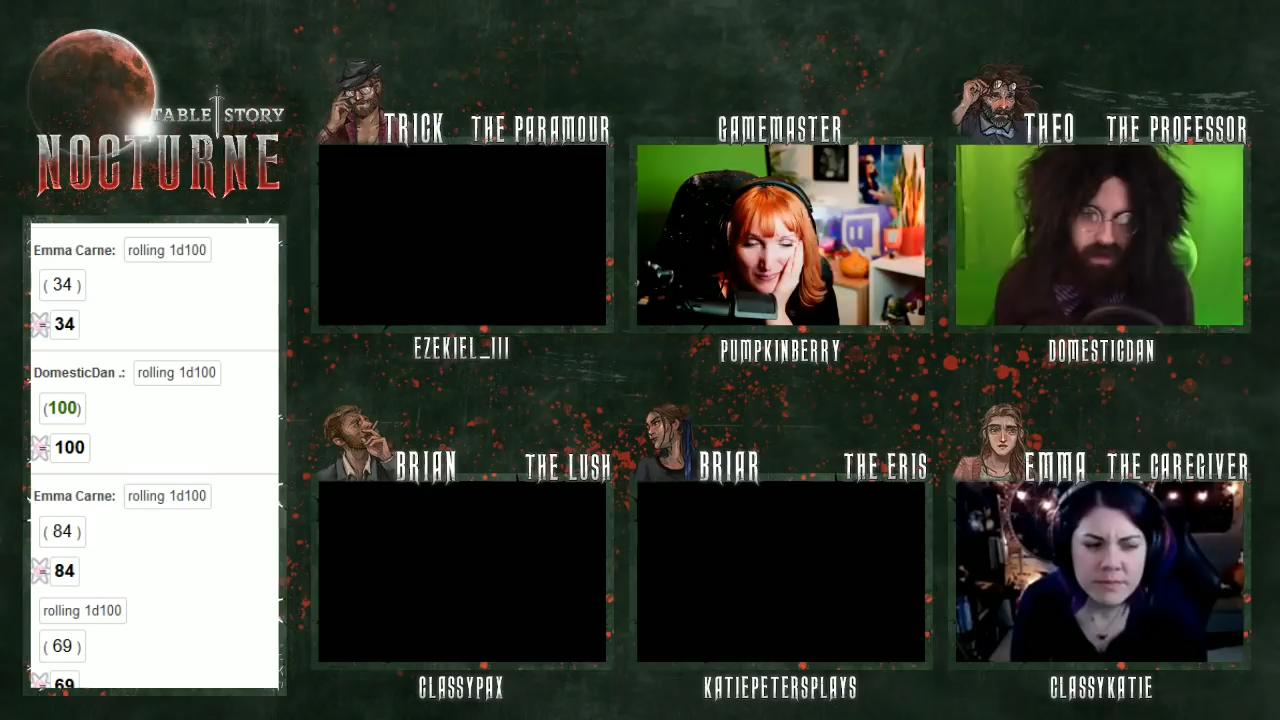 TABLE STORY
NOCTURNE
Emma Carne: rolling 1d100
( 34 )
= 34
DomesticDan .: rolling 1d100
(100)
= 100
Emma Carne: rolling 1d100
( 84 )
= 84
rolling 1d100
( 69 )
= 69
TRICK THE PARAMOUR
EZEKIEL_III
GAMEMASTER
PUMPKINBERRY
THEO THE PROFESSOR
DOMESTICDAN
BRIAN THE LUSH
CLASSYPAX
BRIAR THE ERIS
KATIEPETERSPLAYS
EMMA THE CAREGIVER
CLASSYKATIE